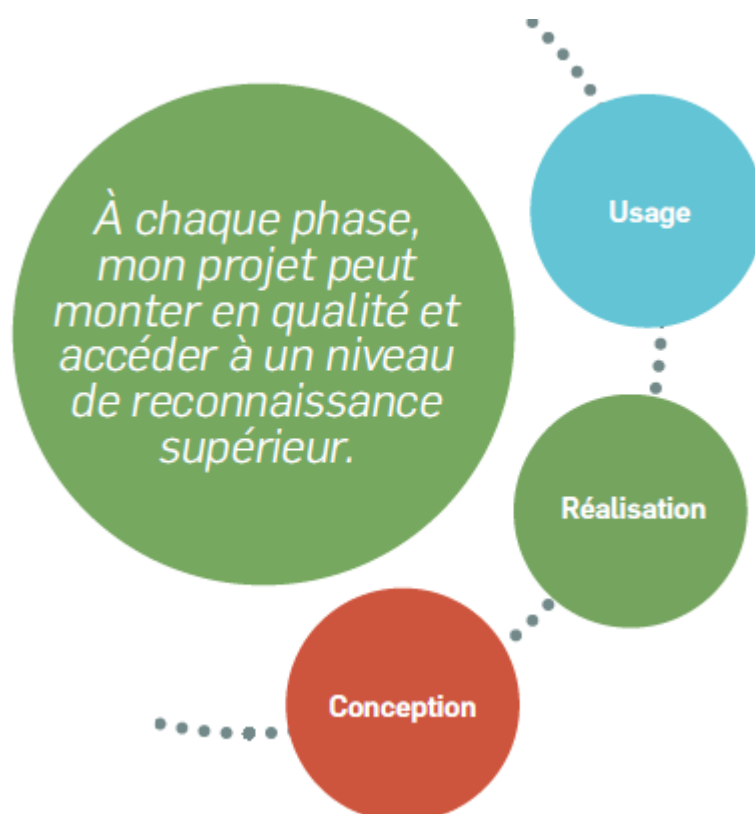 À chaque phase,
mon projet peut
monter en qualité et
accéder à un niveau
de reconnaissance
supérieur.
Usage
Réalisation
Conception